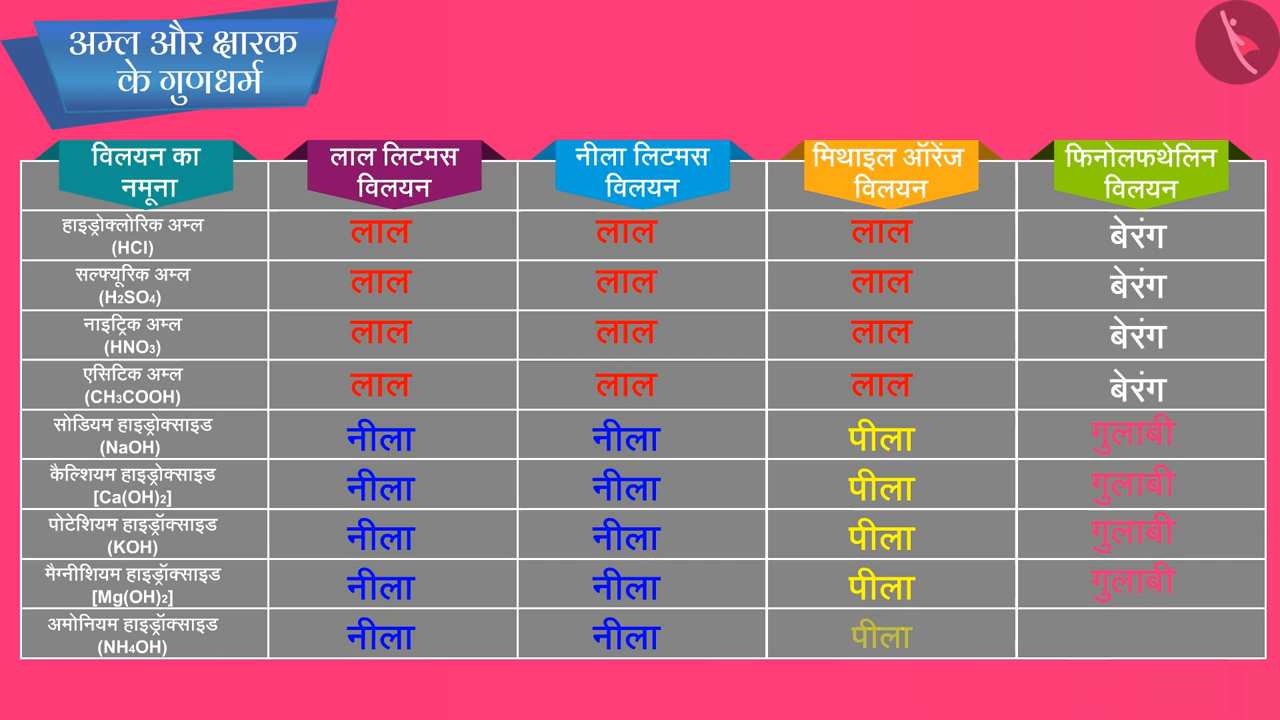 अम्ल और क्षारक
के गुणधर्म
विलयन का
नमूना
लाल लिटमस
विलयन
नीला लिटमस
विलयन
मिथाइल ऑरेंज
विलयन
फिनोलफथेलिन
विलयन
हाइड्रोक्लोरिक अम्ल
(HCl)
लाल लाल लाल बेरंग
सल्फ्यूरिक अम्ल
(H₂SO₄)
लाल लाल लाल बेरंग
नाइट्रिक अम्ल
(HNO₃)
लाल लाल लाल बेरंग
एसिटिक अम्ल
(CH₃COOH)
लाल लाल लाल बेरंग
सोडियम हाइड्रोक्साइड
(NaOH)
नीला नीला पीला गुलाबी
कैल्शियम हाइड्रोक्साइड
[Ca(OH)₂]
नीला नीला पीला गुलाबी
पोटेशियम हाइड्रॉक्साइड
(KOH)
नीला नीला पीला गुलाबी
मैग्नीशियम हाइड्रॉक्साइड
[Mg(OH)₂]
नीला नीला पीला गुलाबी
अमोनियम हाइड्रॉक्साइड
(NH₄OH)
नीला नीला पीला